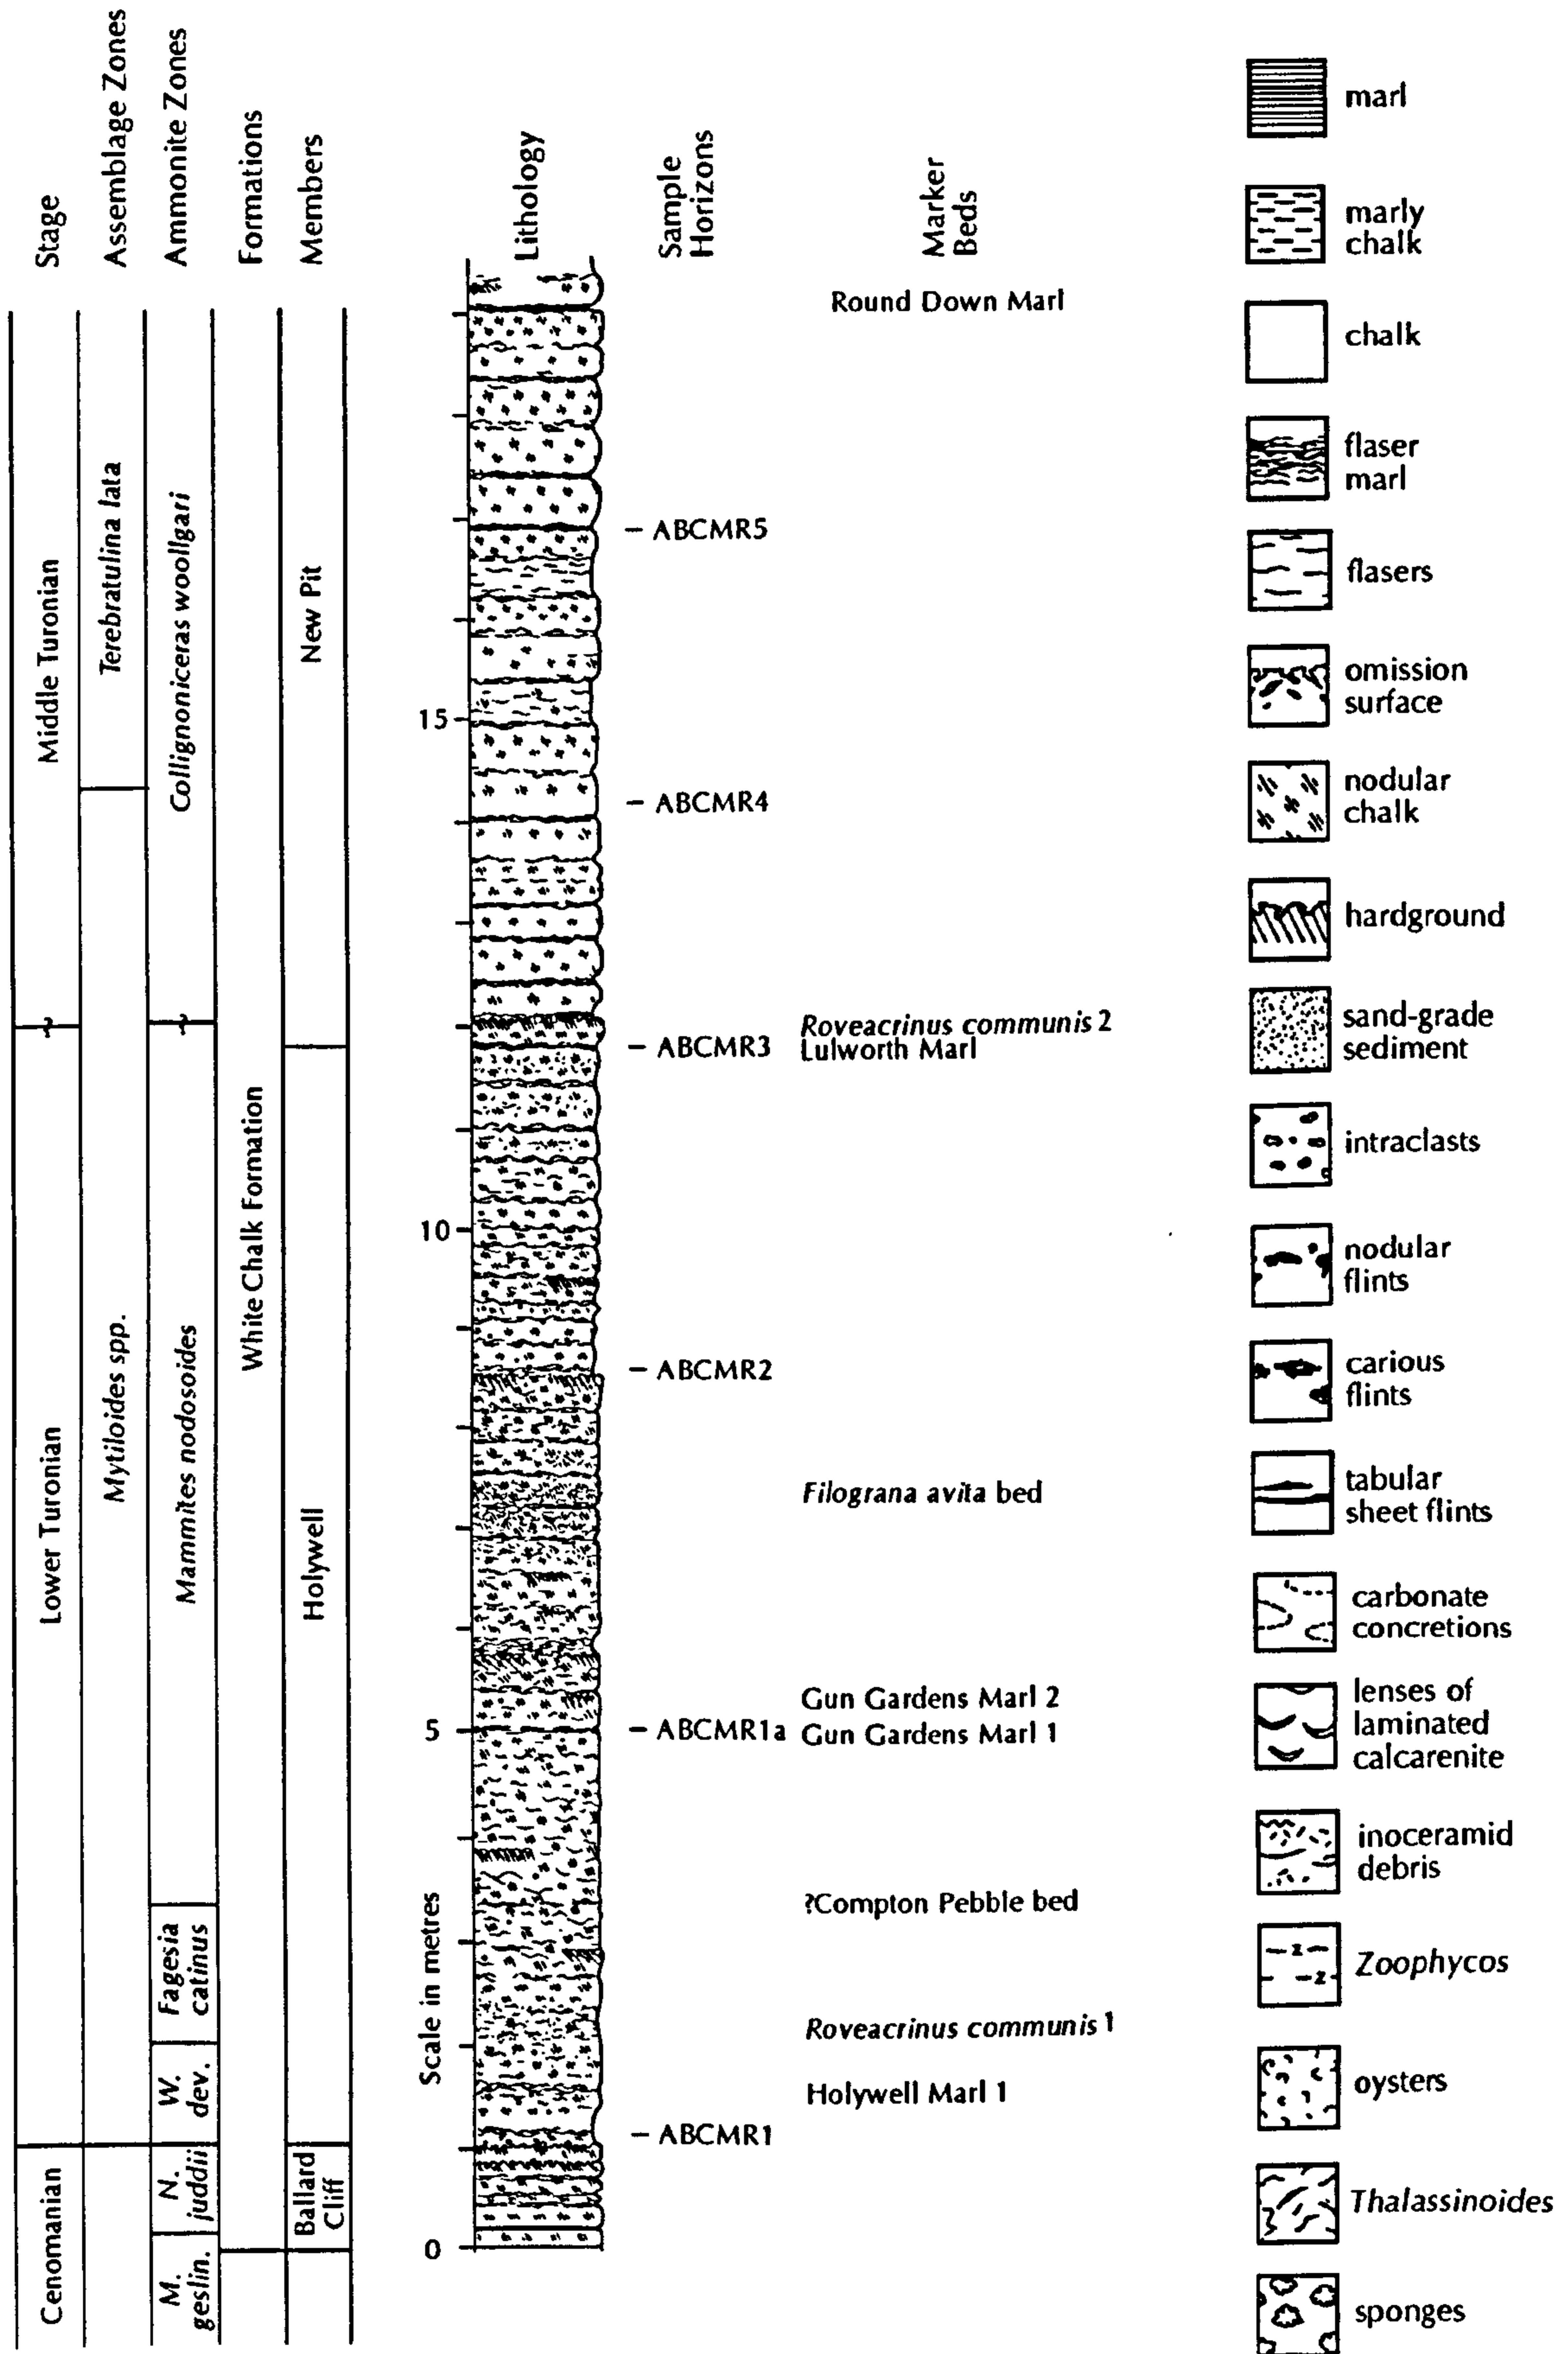 Stage
Assemblage Zones
Ammonite Zones
Formations
Members
Lithology
Sample
Horizons
Marker
Beds
Middle Turonian
Lower Turonian
Cenomanian
Terebratulina lata
Mytiloides spp.
Collignoniceras woollgari
Mammites nodosoides
Fagesia
catinus
W.
dev.
N.
juddii
M.
geslin.
White Chalk Formation
New Pit
Holywell
Ballard
Cliff
Scale in metres
15
10
5
0
ABCMR5
ABCMR4
ABCMR3
ABCMR2
ABCMR1a
ABCMR1
Round Down Marl
Roveacrinus communis 2
Lulworth Marl
Filograna avita bed
Gun Gardens Marl 2
Gun Gardens Marl 1
?Compton Pebble bed
Roveacrinus communis 1
Holywell Marl 1
marl
marly
chalk
chalk
flaser
marl
flasers
omission
surface
nodular
chalk
hardground
sand-grade
sediment
intraclasts
nodular
flints
carious
flints
tabular
sheet flints
carbonate
concretions
lenses of
laminated
calcarenite
inoceramid
debris
Zoophycos
oysters
Thalassinoides
sponges